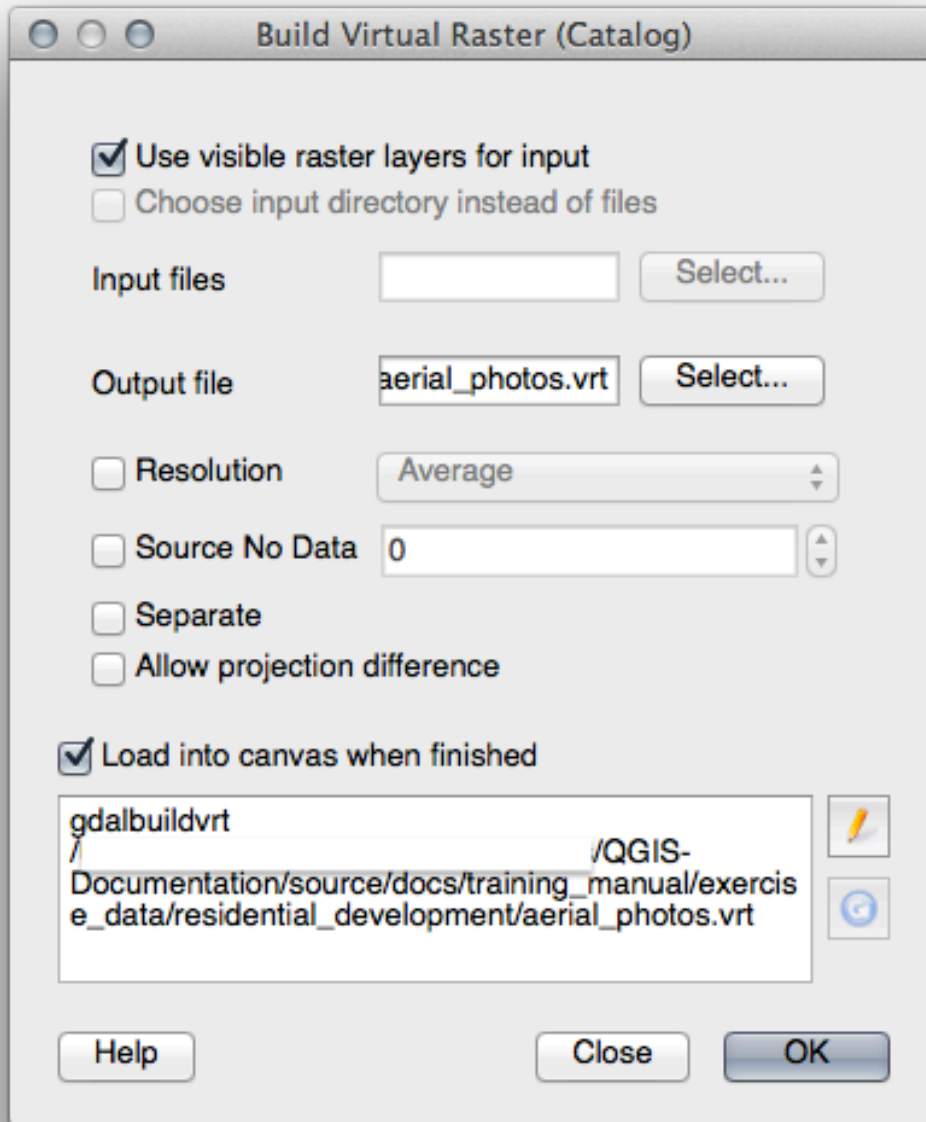 Build Virtual Raster (Catalog)
Use visible raster layers for input
Choose input directory instead of files
Input files
Select...
Output file
aerial_photos.vrt
Select...
Resolution
Average
Source No Data
0
Separate
Allow projection difference
Load into canvas when finished
gdalbuildvrt
/ /QGIS-
Documentation/source/docs/training_manual/exercis
e_data/residential_development/aerial_photos.vrt
Help
Close
OK